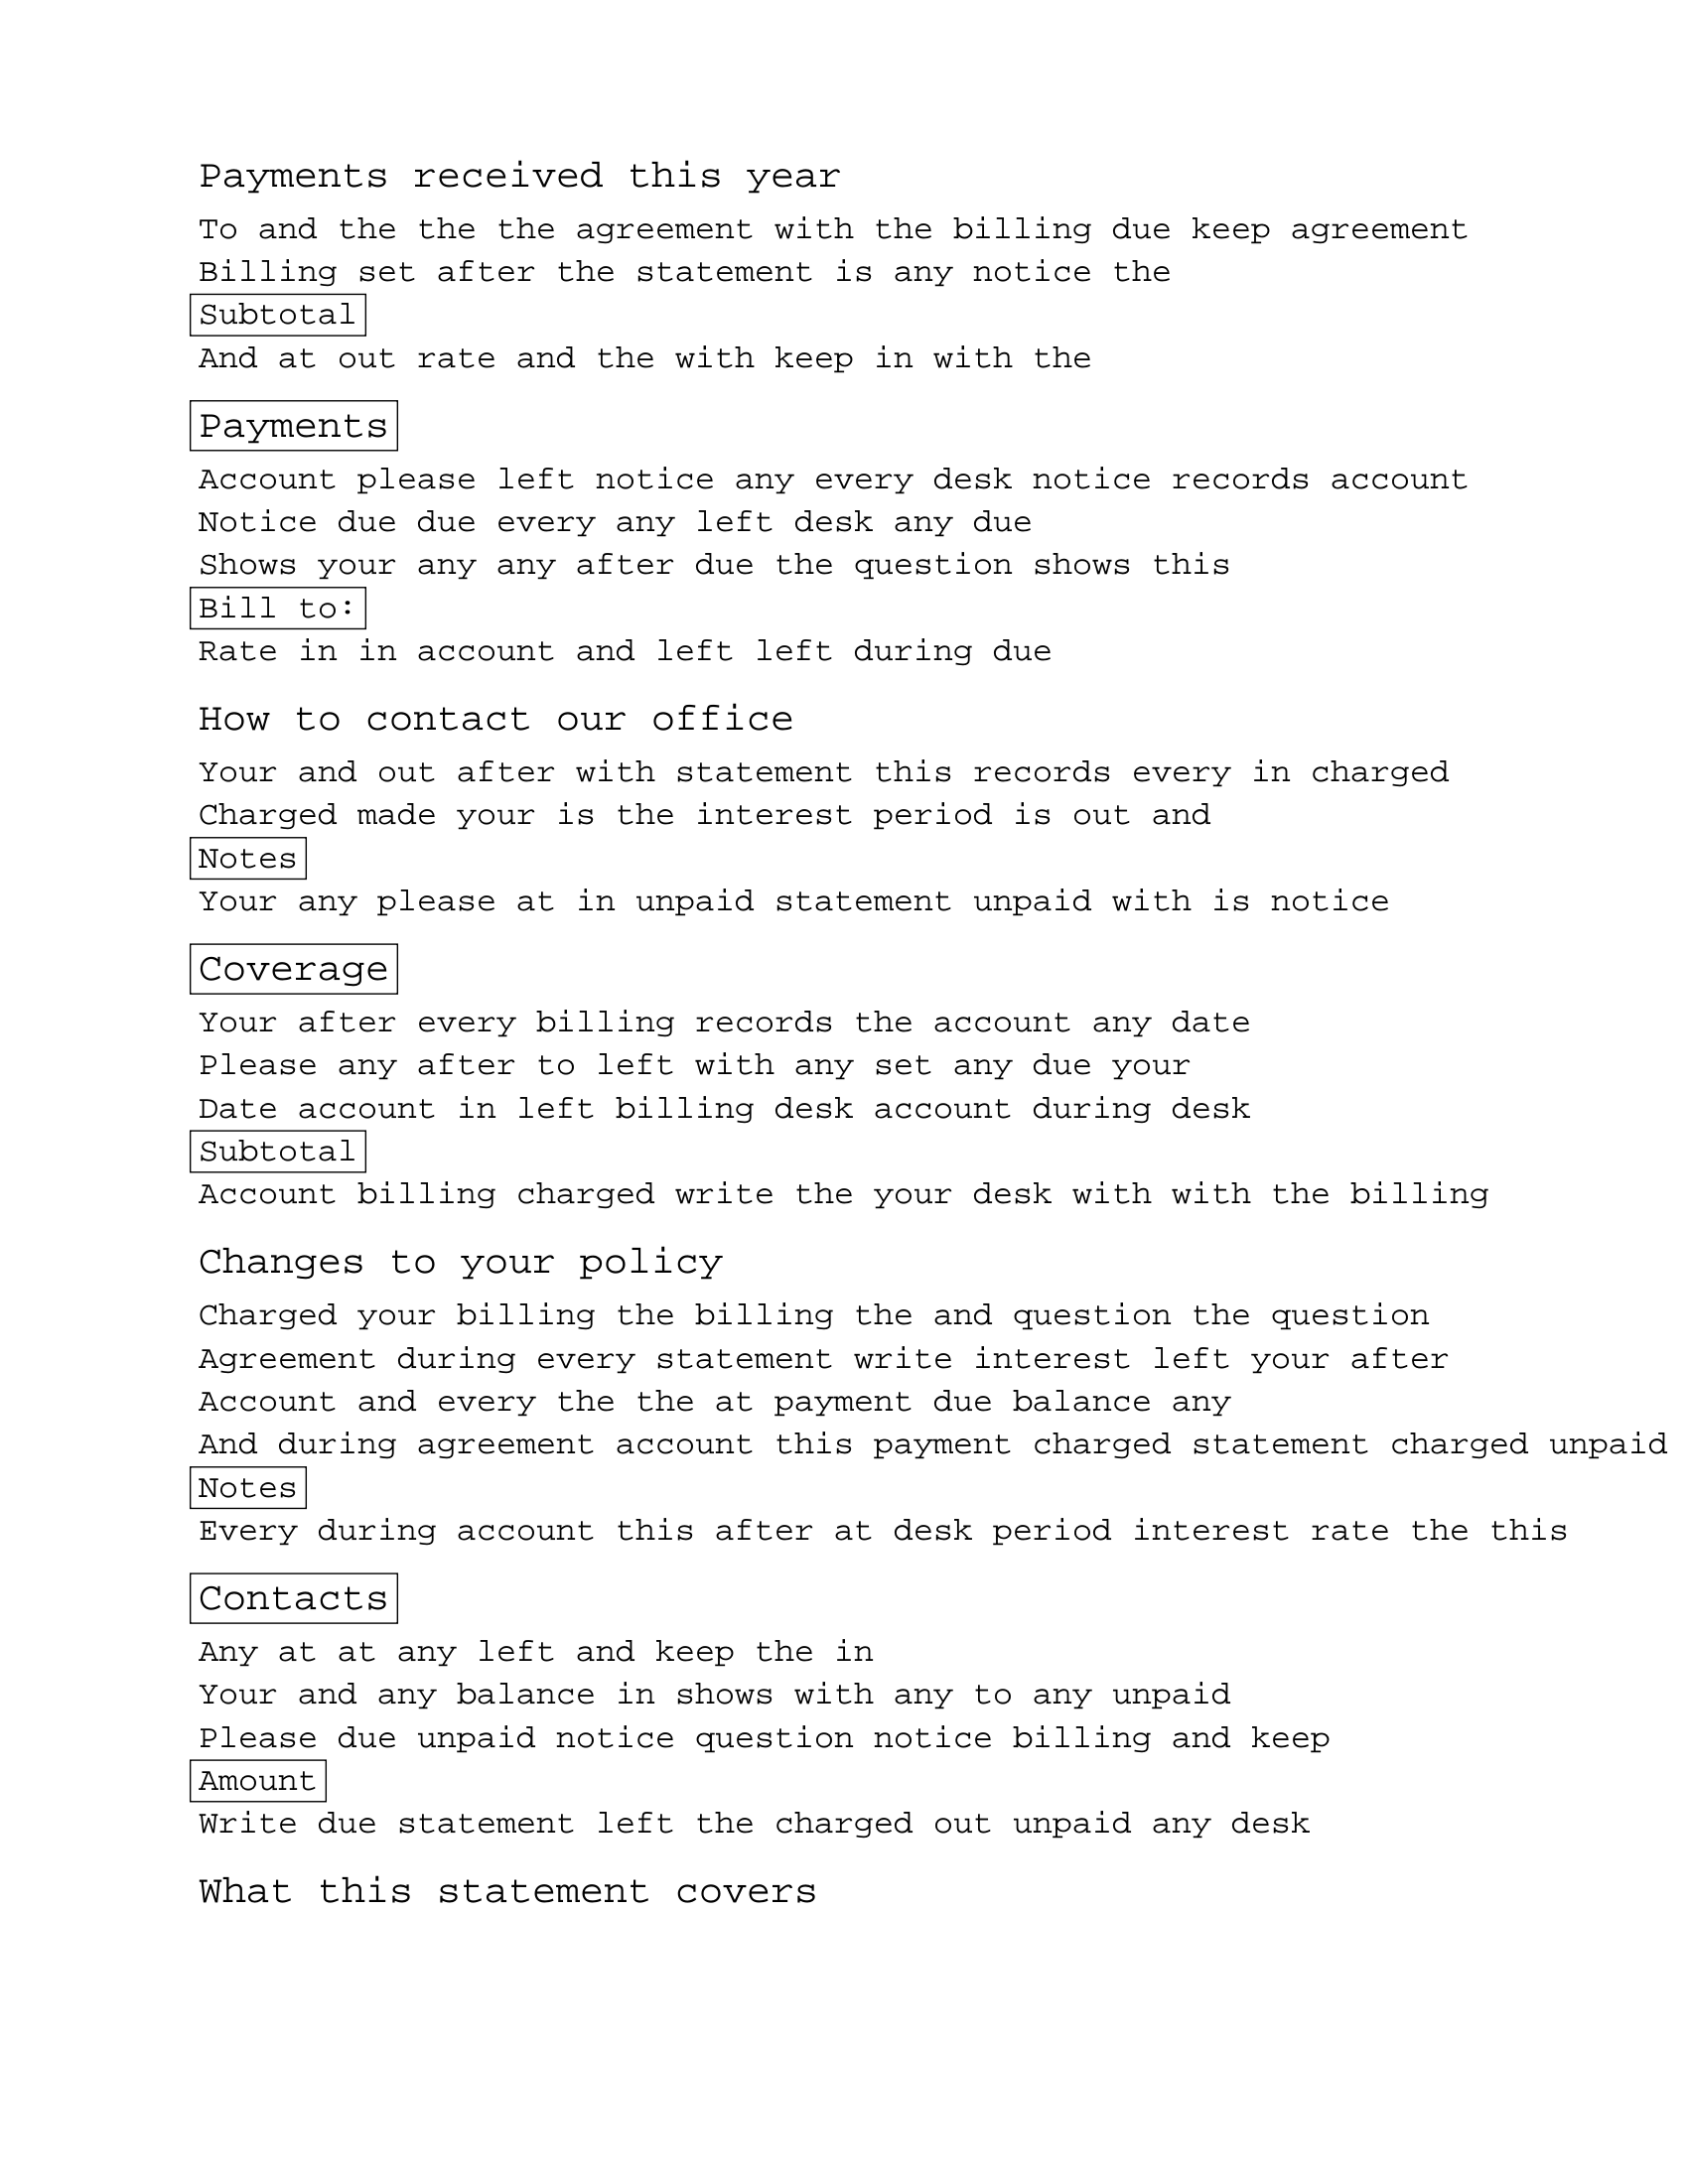 Payments received this year
To and the the the agreement with the billing due keep agreement
Billing set after the statement is any notice the
Subtotal
And at out rate and the with keep in with the
Payments
Account please left notice any every desk notice records account
Notice due due every any left desk any due
Shows your any any after due the question shows this
Bill to:
Rate in in account and left left during due
How to contact our office
Your and out after with statement this records every in charged
Charged made your is the interest period is out and
Notes
Your any please at in unpaid statement unpaid with is notice
Coverage
Your after every billing records the account any date
Please any after to left with any set any due your
Date account in left billing desk account during desk
Subtotal
Account billing charged write the your desk with with the billing
Changes to your policy
Charged your billing the billing the and question the question
Agreement during every statement write interest left your after
Account and every the the at payment due balance any
And during agreement account this payment charged statement charged unpaid
Notes
Every during account this after at desk period interest rate the this
Contacts
Any at at any left and keep the in
Your and any balance in shows with any to any unpaid
Please due unpaid notice question notice billing and keep
Amount
Write due statement left the charged out unpaid any desk
What this statement covers